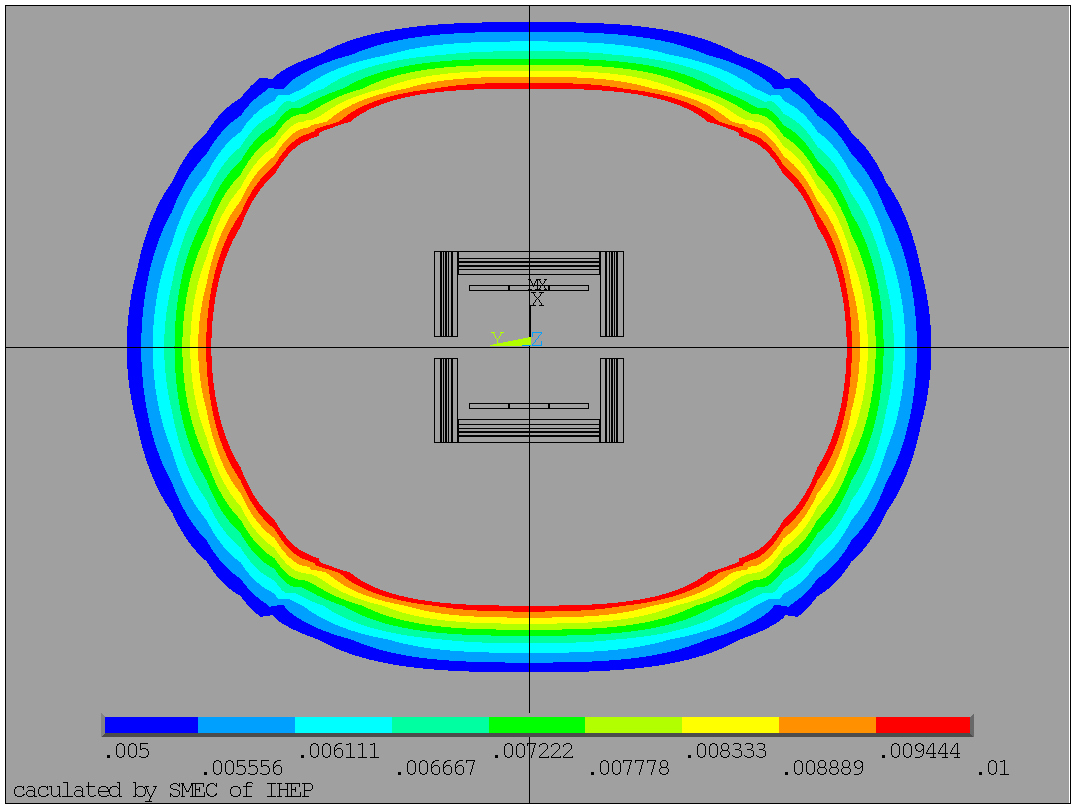 MX
X
Y
Z
.005 .006111 .007222 .008333 .009444
.005556 .006667 .007778 .008889 .01
caculated by SMEC of IHEP